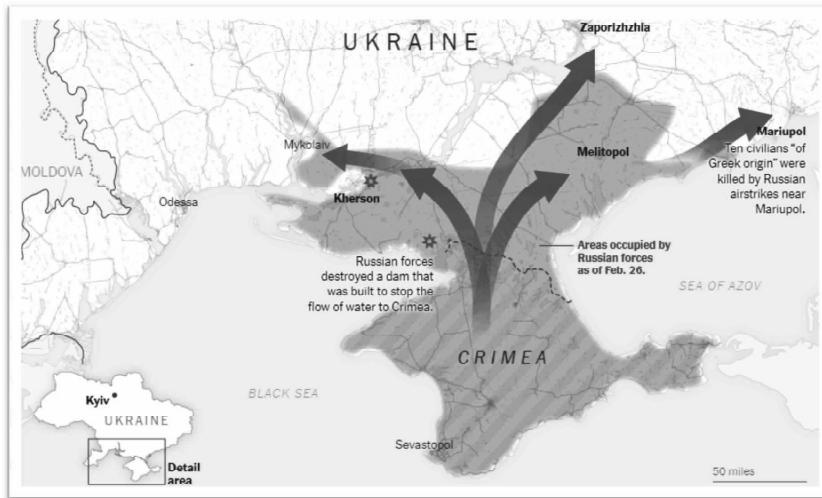 Zaporizhzhia
UKRAINE
Mykolaiv
Mariupol
Melitopol
Ten civilians “of
Greek origin” were
killed by Russian
airstrikes near
Mariupol.
MOLDOVA
Odessa
Kherson
Areas occupied by
Russian forces
as of Feb. 26.
Russian forces
destroyed a dam that
was built to stop the
flow of water to Crimea.
SEA OF AZOV
CRIMEA
BLACK SEA
Kyiv
UKRAINE
Sevastopol
Detail
area
50 miles